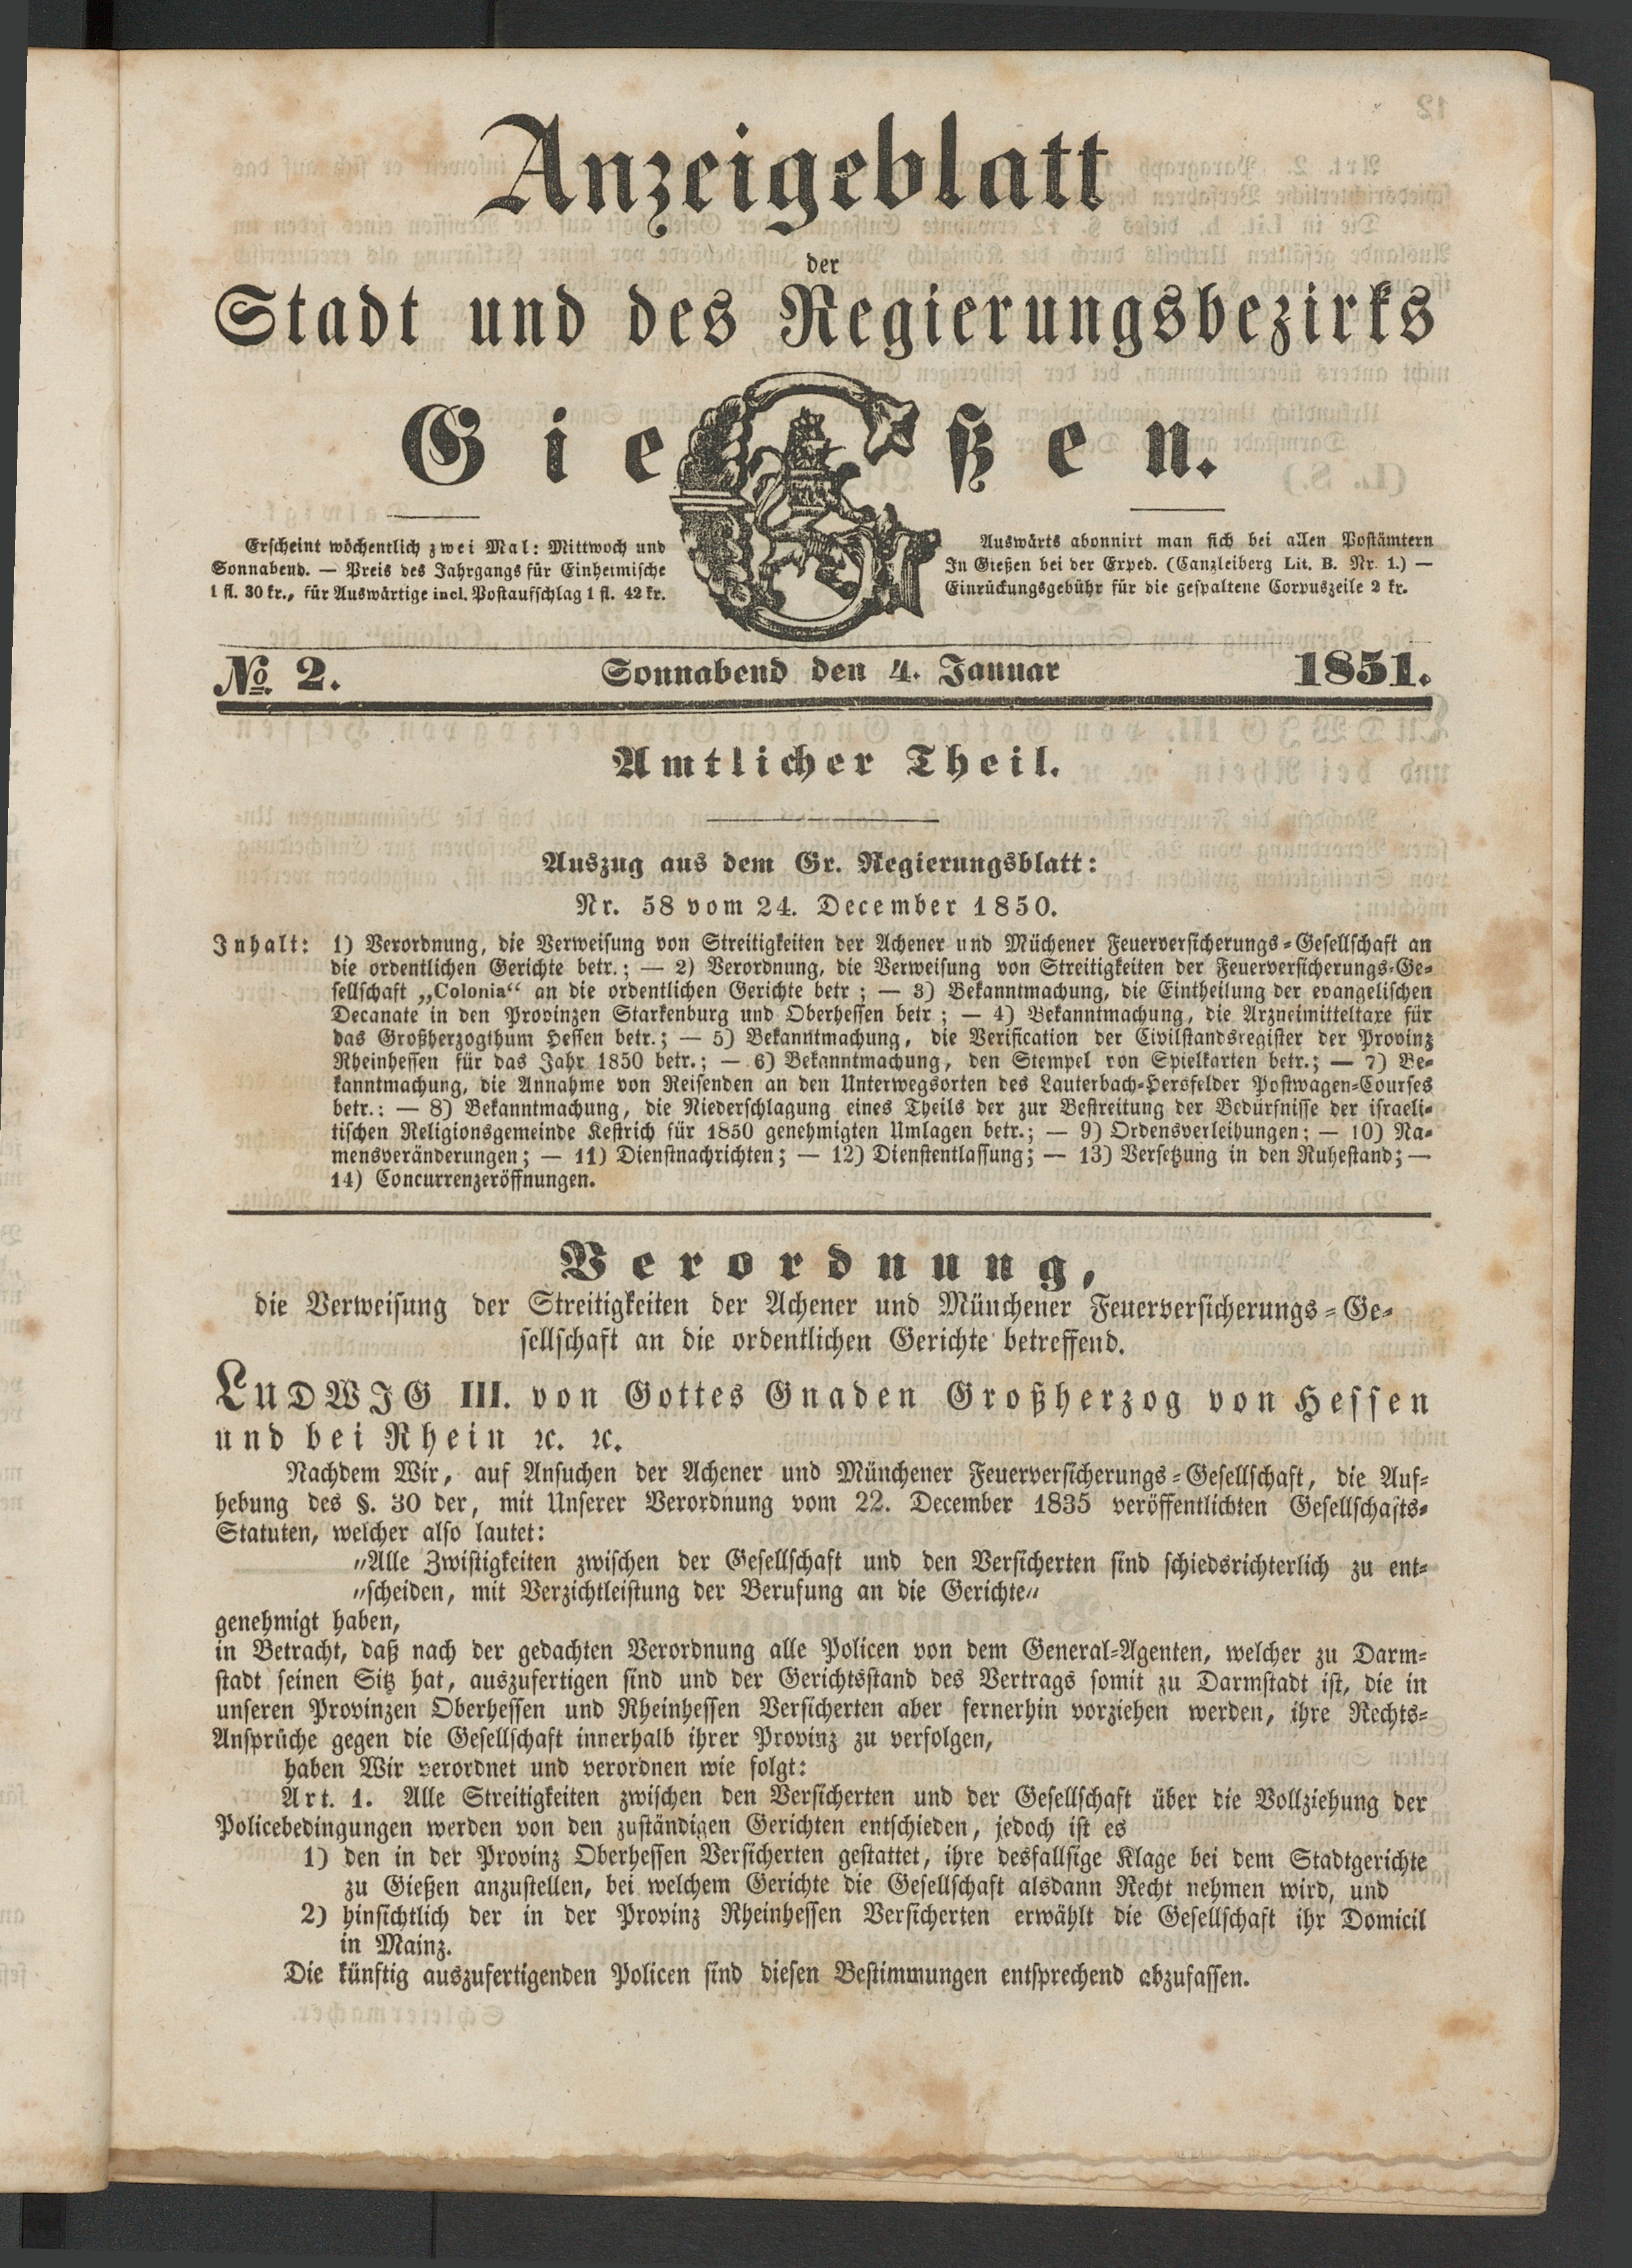 Anzeigeblatt
der
Stadt und des Regierungsbezirks
Gießen.
Erscheint wöchentlich zwei Mal: Mittwoch und
Sonnabend. — Preis des Jahrgangs für Einheimische
1 fl. 30 kr., für Auswärtige incl. Postaufschlag 1 fl. 42 kr.
Auswärts abonnirt man sich bei allen Postämtern
In Gießen bei der Exped. (Canzleiberg Lit. B. Nr. 1.) —
Einrückungsgebühr für die gespaltene Corpuszeile 2 kr.
No. 2. Sonnabend den 4. Januar 1851.
Amtlicher Theil.
Auszug aus dem Gr. Regierungsblatt:
Nr. 58 vom 24. December 1850.
Inhalt: 1) Verordnung, die Verweisung von Streitigkeiten der Achener und Müchener Feuerversicherungs-Gesellschaft an
die ordentlichen Gerichte betr.; — 2) Verordnung, die Verweisung von Streitigkeiten der Feuerversicherungs-Ge-
sellschaft „Colonia“ an die ordentlichen Gerichte betr ; — 3) Bekanntmachung, die Eintheilung der evangelischen
Decanate in den Provinzen Starkenburg und Oberhessen betr ; — 4) Bekanntmachung, die Arzneimitteltaxe für
das Großherzogthum Hessen betr.; — 5) Bekanntmachung, die Verification der Civilstandsregister der Provinz
Rheinhessen für das Jahr 1850 betr.; — 6) Bekanntmachung, den Stempel von Spielkarten betr.; — 7) Be-
kanntmachung, die Annahme von Reisenden an den Unterwegsorten des Lauterbach-Hersfelder Postwagen-Courses
betr.: — 8) Bekanntmachung, die Niederschlagung eines Theils der zur Bestreitung der Bedürfnisse der israeli-
tischen Religionsgemeinde Kestrich für 1850 genehmigten Umlagen betr.; — 9) Ordensverleihungen; — 10) Na-
mensveränderungen; — 11) Dienstnachrichten; — 12) Dienstentlassung; — 13) Versetzung in den Ruhestand; —
14) Concurrenzeröffnungen.
Verordnung,
die Verweisung der Streitigkeiten der Achener und Münchener Feuerversicherungs-Ge-
sellschaft an die ordentlichen Gerichte betreffend.
LUDWIG III. von Gottes Gnaden Großherzog von Hessen
und bei Rhein ꝛc. ꝛc.
Nachdem Wir, auf Ansuchen der Achener und Münchener Feuerversicherungs-Gesellschaft, die Auf-
hebung des §. 30 der, mit Unserer Verordnung vom 22. December 1835 veröffentlichten Gesellschafts-
Statuten, welcher also lautet:
„Alle Zwistigkeiten zwischen der Gesellschaft und den Versicherten sind schiedsrichterlich zu ent-
„scheiden, mit Verzichtleistung der Berufung an die Gerichte„
genehmigt haben,
in Betracht, daß nach der gedachten Verordnung alle Policen von dem General-Agenten, welcher zu Darm-
stadt seinen Sitz hat, auszufertigen sind und der Gerichtsstand des Vertrags somit zu Darmstadt ist, die in
unseren Provinzen Oberhessen und Rheinhessen Versicherten aber fernerhin vorziehen werden, ihre Rechts-
Ansprüche gegen die Gesellschaft innerhalb ihrer Provinz zu verfolgen,
haben Wir verordnet und verordnen wie folgt:
Art. 1. Alle Streitigkeiten zwischen den Versicherten und der Gesellschaft über die Vollziehung der
Policebedingungen werden von den zuständigen Gerichten entschieden, jedoch ist es
1) den in der Provinz Oberhessen Versicherten gestattet, ihre desfallsige Klage bei dem Stadtgerichte
zu Gießen anzustellen, bei welchem Gerichte die Gesellschaft alsdann Recht nehmen wird, und
2) hinsichtlich der in der Provinz Rheinhessen Versicherten erwählt die Gesellschaft ihr Domicil
in Mainz.
Die künftig auszufertigenden Policen sind diesen Bestimmungen entsprechend abzufassen.